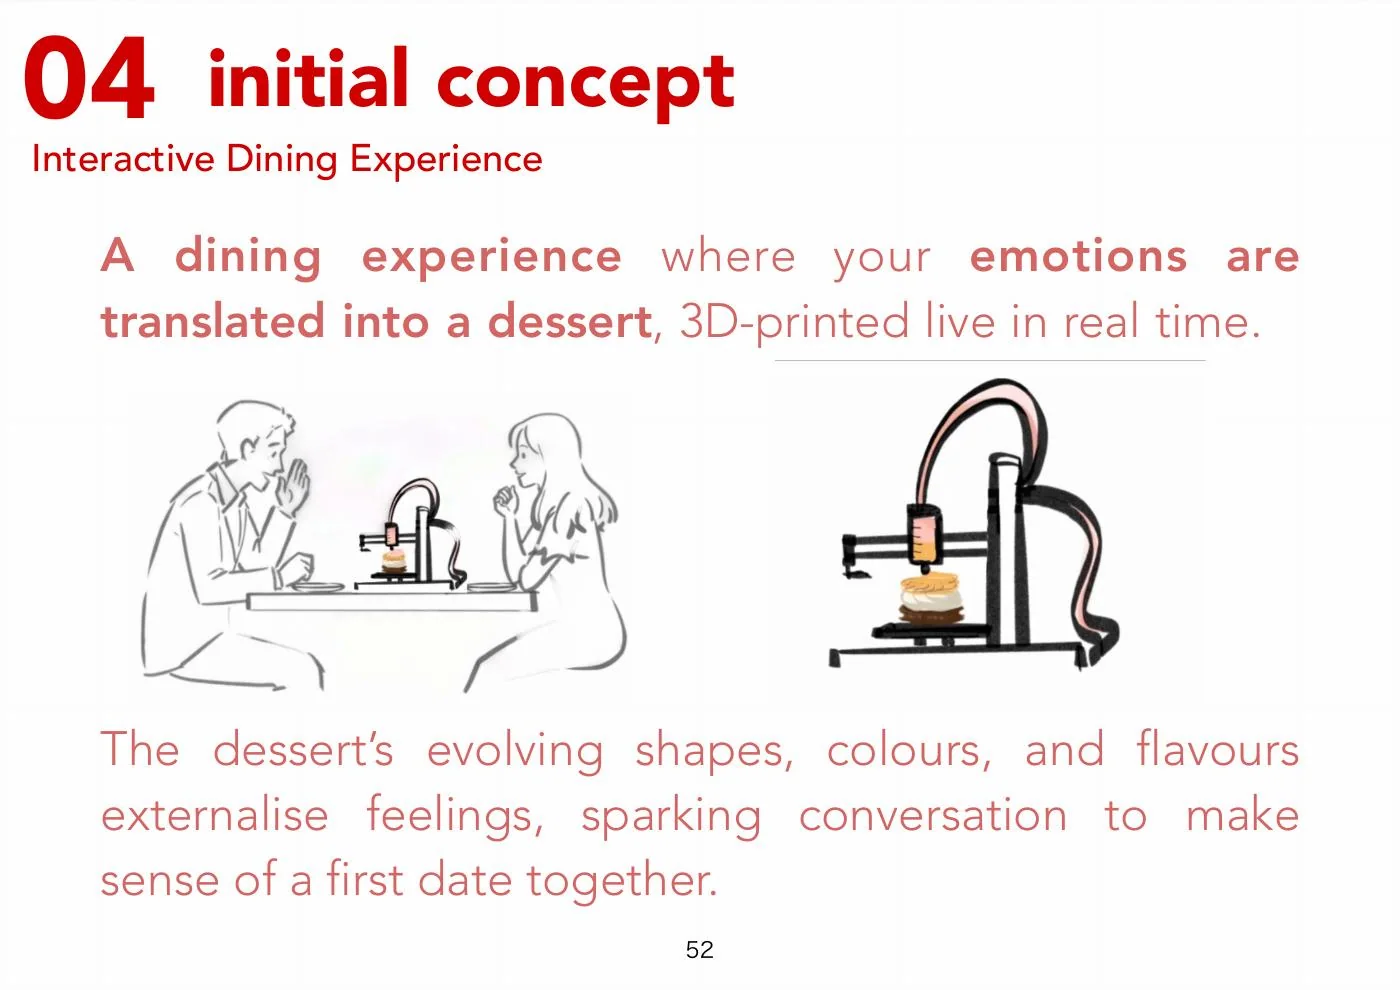 04 initial concept
Interactive Dining Experience
A dining experience where your emotions are
translated into a dessert, 3D-printed live in real time.
The dessert’s evolving shapes, colours, and flavours
externalise feelings, sparking conversation to make
sense of a first date together.
52